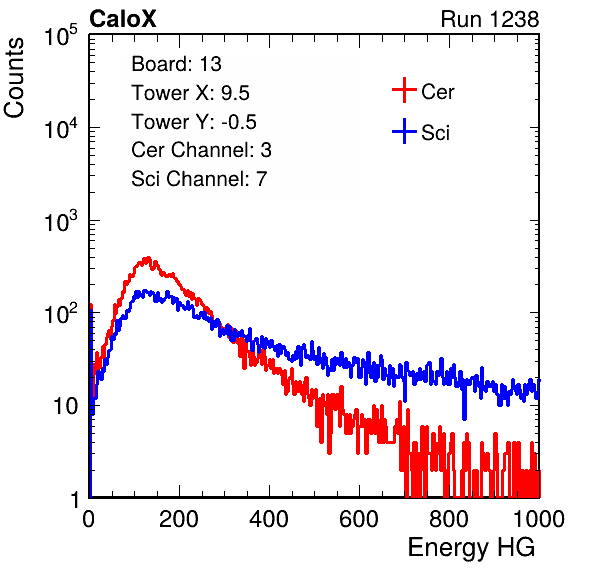 CaloX Run 1238
Counts
10^5
10^4
10^3
10^2
10
1
Board: 13
Tower X: 9.5
Tower Y: -0.5
Cer Channel: 3
Sci Channel: 7
Cer
Sci
0 200 400 600 800 1000
Energy HG